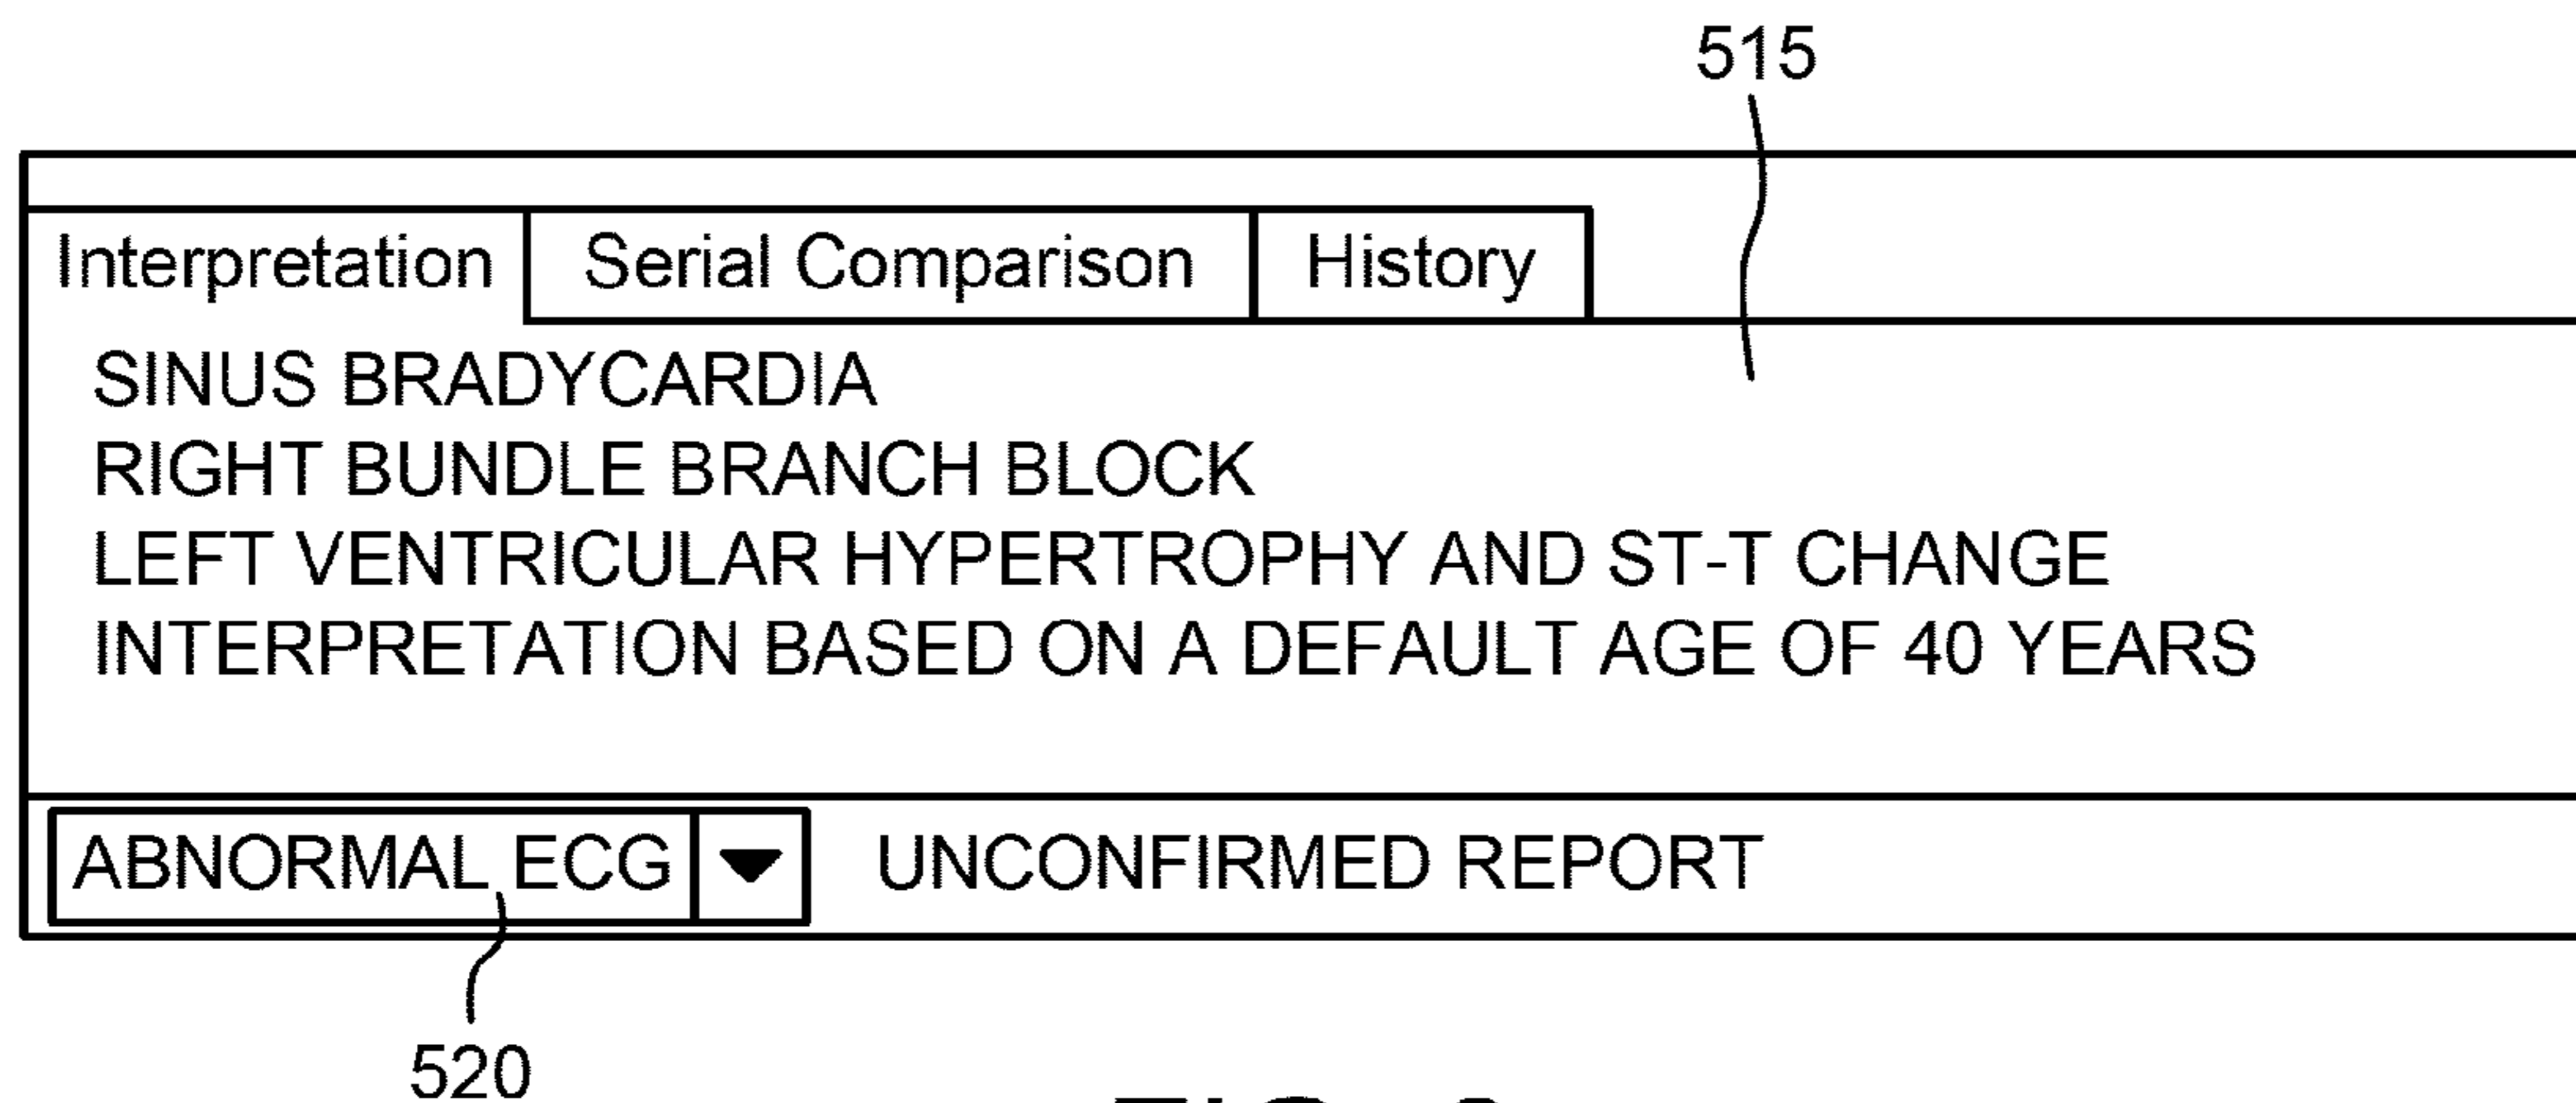 515
Interpretation Serial Comparison History
SINUS BRADYCARDIA
RIGHT BUNDLE BRANCH BLOCK
LEFT VENTRICULAR HYPERTROPHY AND ST-T CHANGE
INTERPRETATION BASED ON A DEFAULT AGE OF 40 YEARS
ABNORMAL ECG UNCONFIRMED REPORT
520